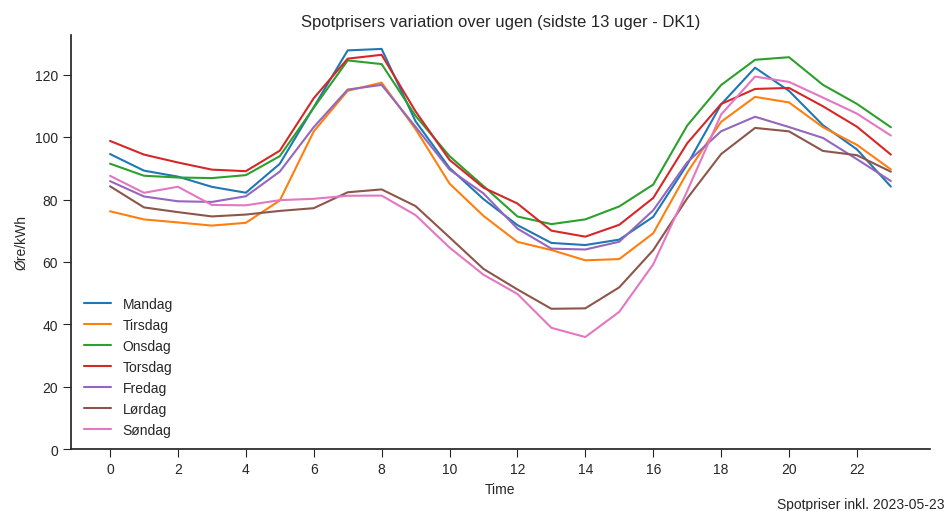 Spotprisers variation over ugen (sidste 13 uger - DK1)
Øre/kWh
120
100
80
60
40
20
0
Mandag
Tirsdag
Onsdag
Torsdag
Fredag
Lørdag
Søndag
0 2 4 6 8 10 12 14 16 18 20 22
Time
Spotpriser inkl. 2023-05-23